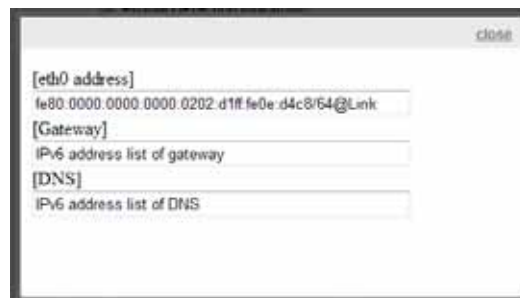 close
[eth0 address]
fe80:0000:0000:0000:0202:d1ff:fe0e:d4c8/64@Link
[Gateway]
IPv6 address list of gateway
[DNS]
IPv6 address list of DNS